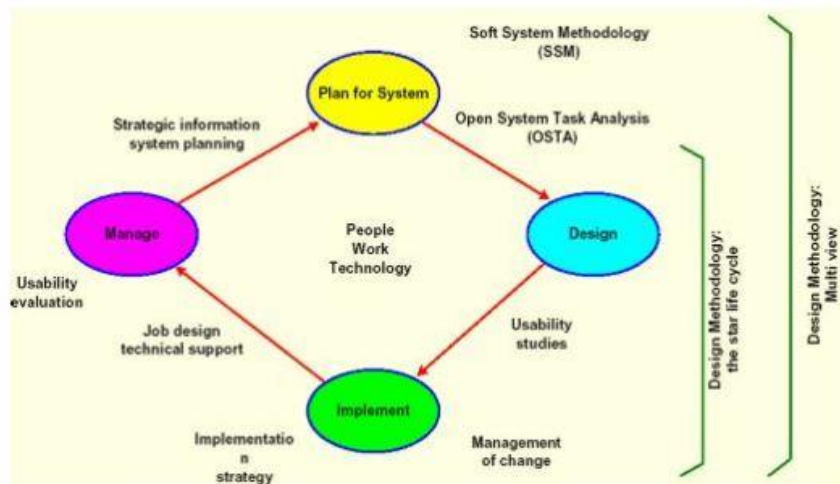 Soft System Methodology
(SSM)
Plan for System
Strategic information
system planning
Open System Task Analysis
(OSTA)
Manage
People
Work
Technology
Design
Usability
evaluation
Job design
technical support
Usability
studies
Implement
Implementatio
n
strategy
Management
of change
Design Methodology:
the star life cycle
Design Methodology:
Multi view